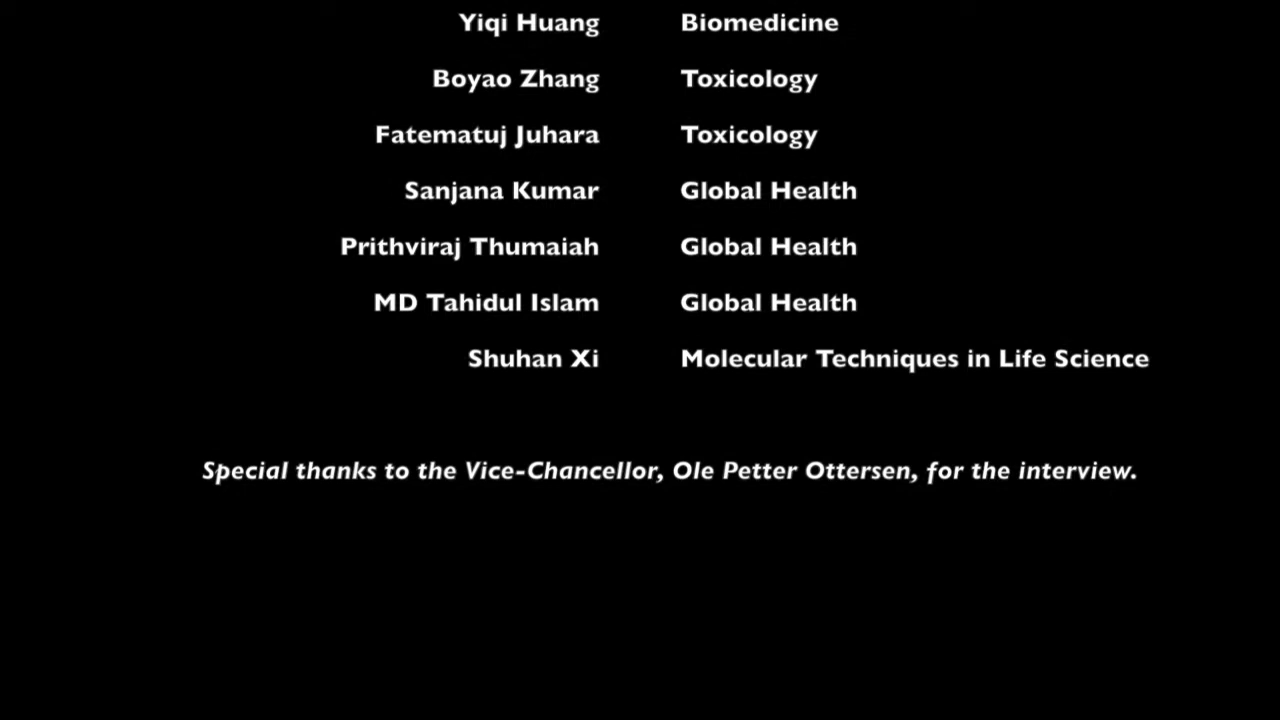 Yiqi Huang Biomedicine
Boyao Zhang Toxicology
Fatematuj Juhara Toxicology
Sanjana Kumar Global Health
Prithviraj Thumaiah Global Health
MD Tahidul Islam Global Health
Shuhan Xi Molecular Techniques in Life Science
Special thanks to the Vice-Chancellor, Ole Petter Ottersen, for the interview.